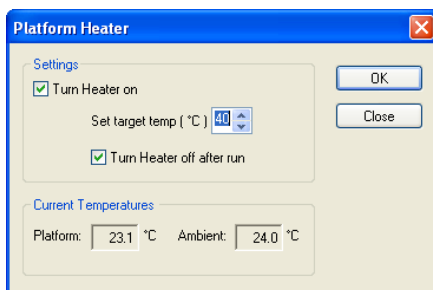 Platform Heater
Settings
Turn Heater on
Set target temp ( °C ) 40
Turn Heater off after run
OK
Close
Current Temperatures
Platform: 23.1 °C Ambient: 24.0 °C